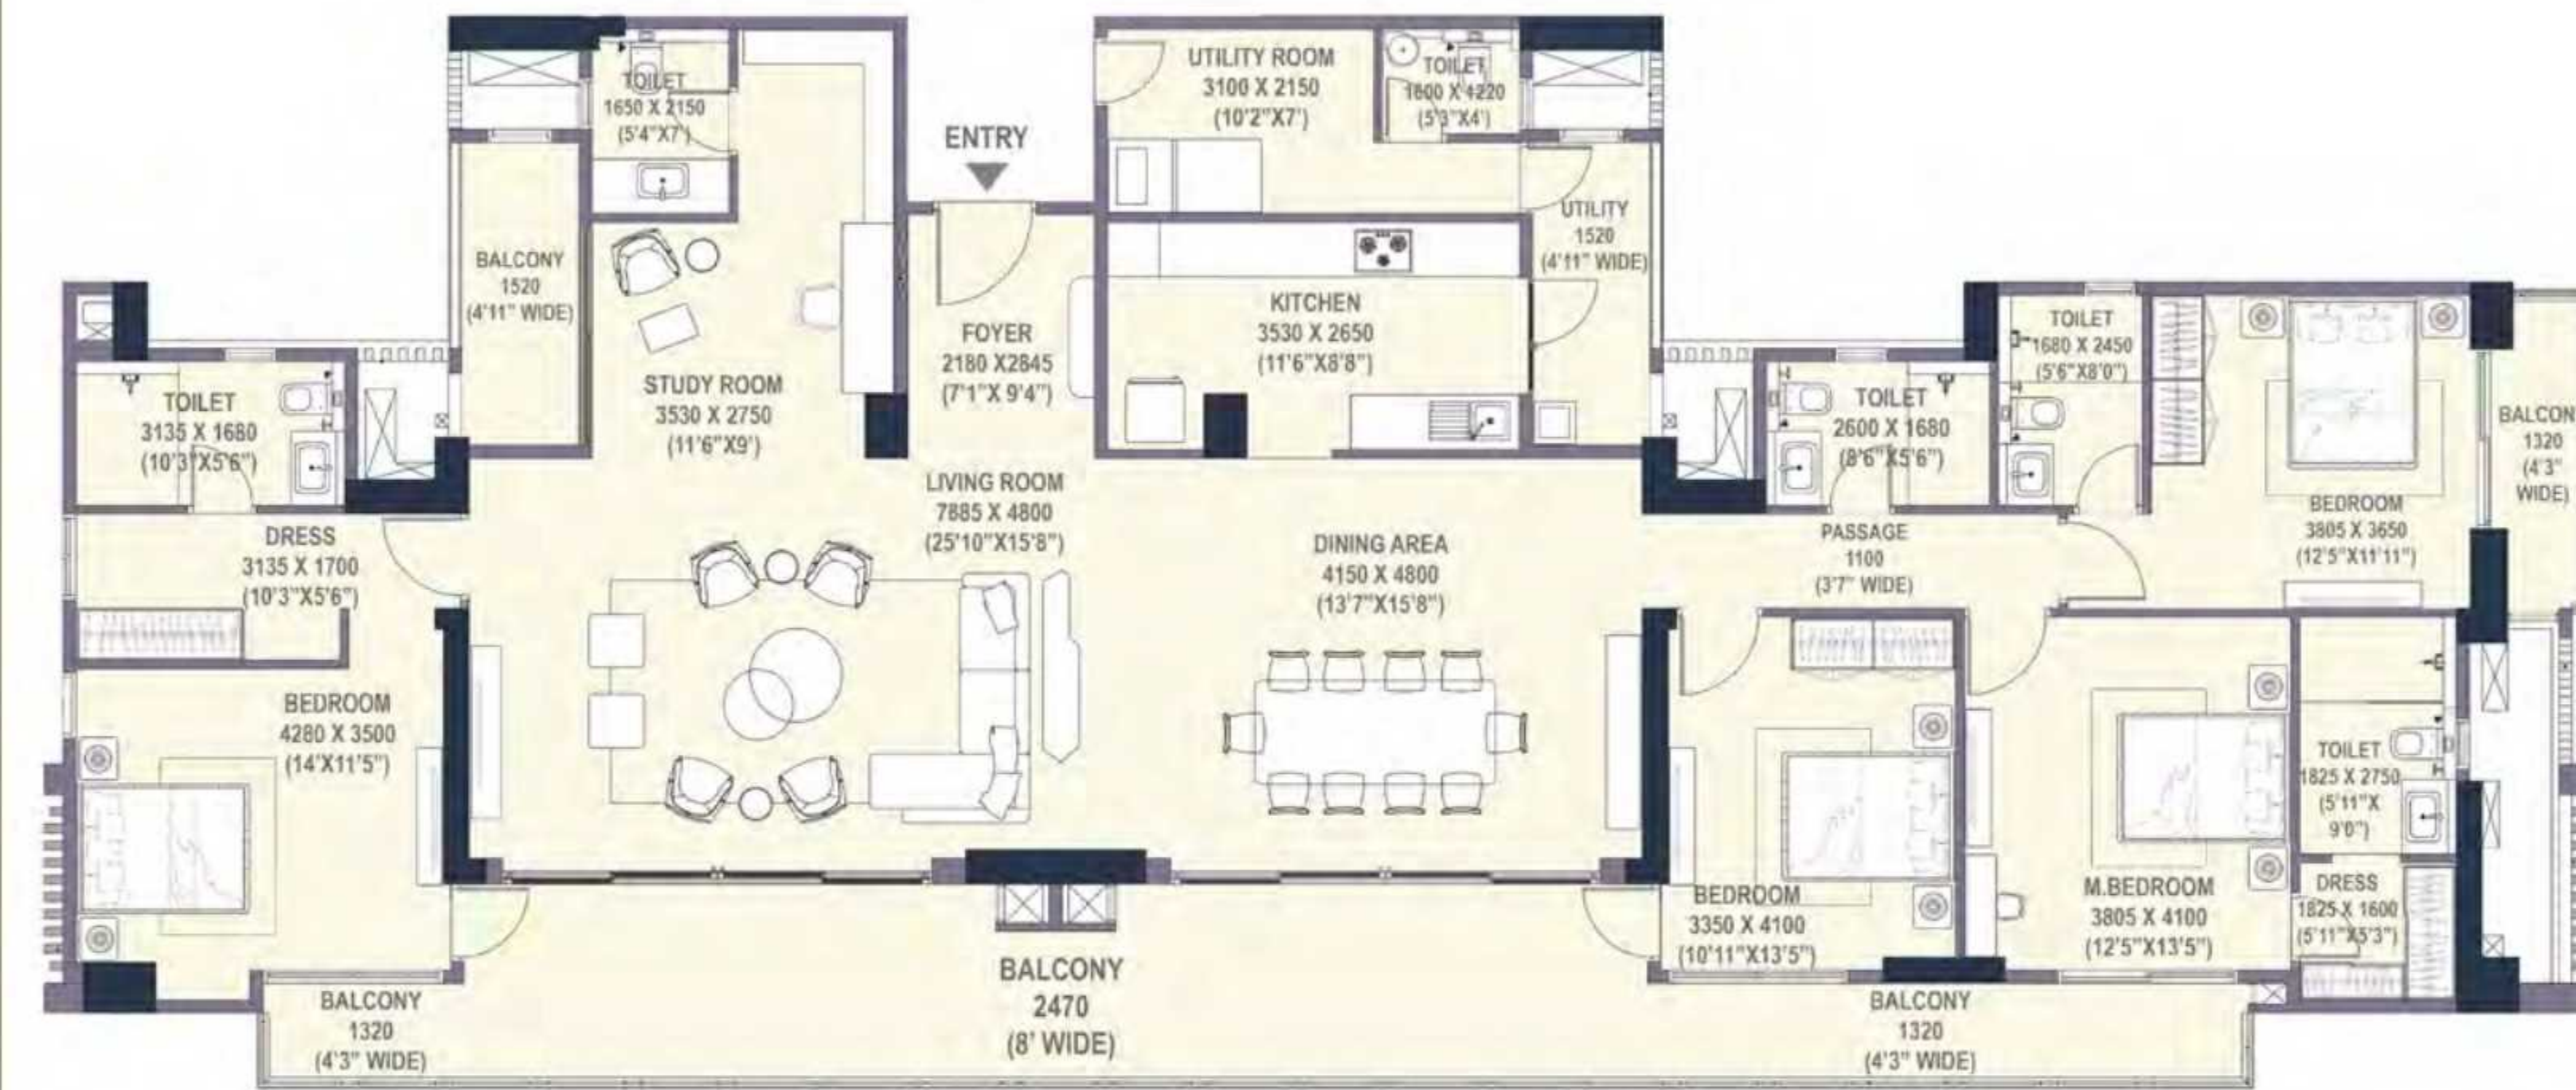 TOILET
1650 X 2150
(5'4"X7')
ENTRY
UTILITY ROOM
3100 X 2150
(10'2"X7')
TOILET
1600 X 1220
(5'3"X4')
BALCONY
1520
(4'11" WIDE)
UTILITY
1520
(4'11" WIDE)
STUDY ROOM
3530 X 2750
(11'6"X9')
FOYER
2180 X2845
(7'1"X 9'4")
KITCHEN
3530 X 2650
(11'6"X8'8")
TOILET
3135 X 1680
(10'3"X5'6")
TOILET
2600 X 1680
(8'6"X5'6")
TOILET
1680 X 2450
(5'6"X8'0")
BALCON
1320
(4'3"
WIDE)
DRESS
3135 X 1700
(10'3"X5'6")
LIVING ROOM
7885 X 4800
(25'10"X15'8")
DINING AREA
4150 X 4800
(13'7"X15'8")
PASSAGE
1100
(3'7" WIDE)
BEDROOM
3805 X 3650
(12'5"X11'11")
BEDROOM
4280 X 3500
(14'X11'5")
TOILET
1825 X 2750
(5'11"X
9'0")
BEDROOM
3350 X 4100
(10'11"X13'5")
M.BEDROOM
3805 X 4100
(12'5"X13'5")
DRESS
1825 X 1600
(5'11"X5'3")
BALCONY
1320
(4'3" WIDE)
BALCONY
2470
(8' WIDE)
BALCONY
1320
(4'3" WIDE)